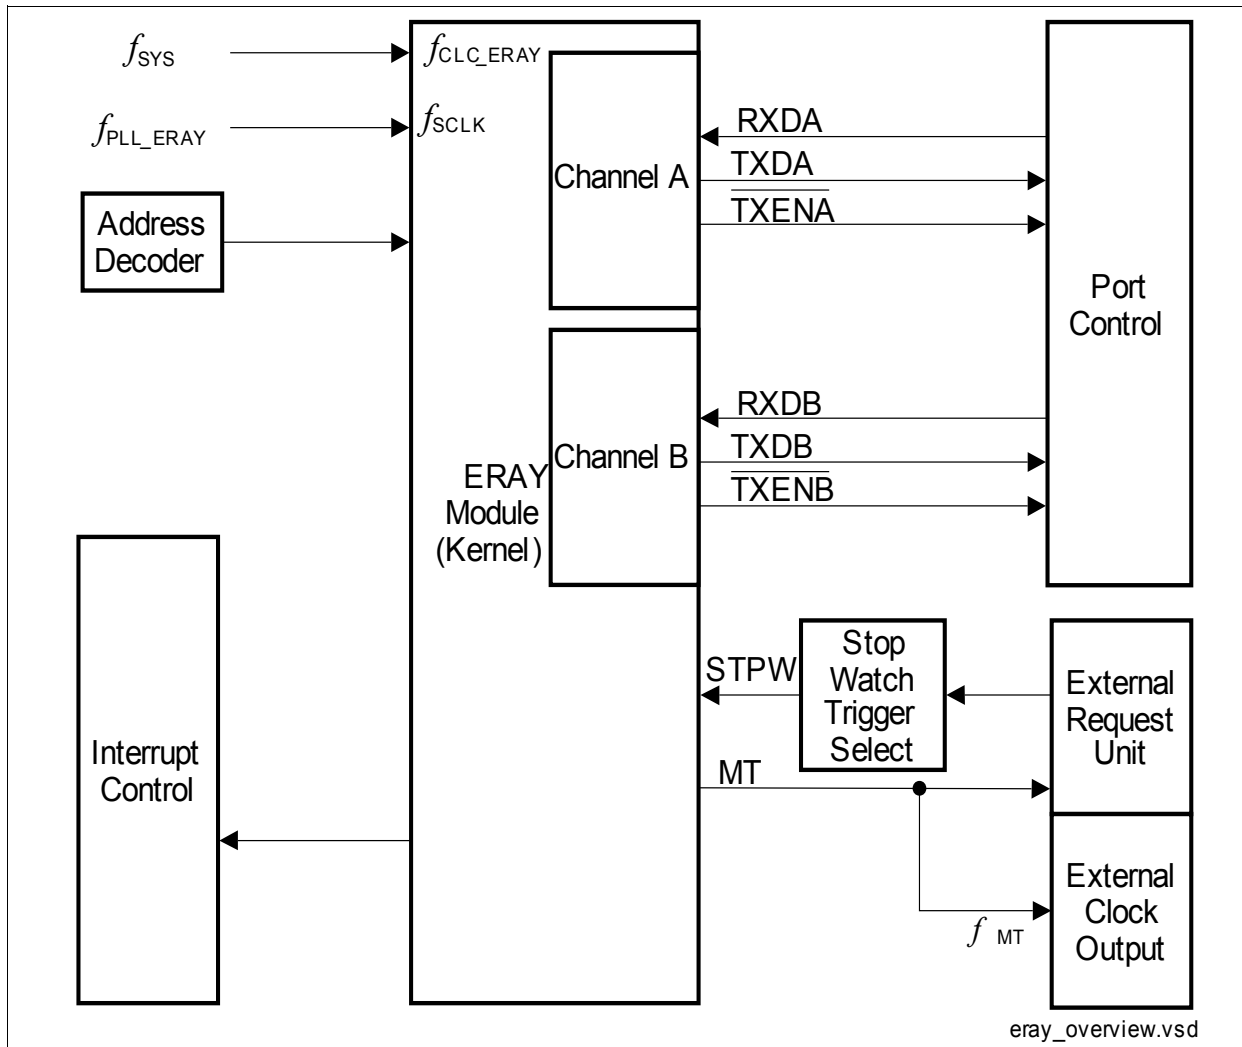 fSYS
fCLC_ERAY
fPLL_ERAY
fSCLK
Address
Decoder
Channel A
RXDA
TXDA
TXENA
Port
Control
Channel B
RXDB
TXDB
TXENB
ERAY
Module
(Kernel)
Interrupt
Control
STPW
Stop
Watch
Trigger
Select
External
Request
Unit
MT
f MT
External
Clock
Output
eray_overview.vsd